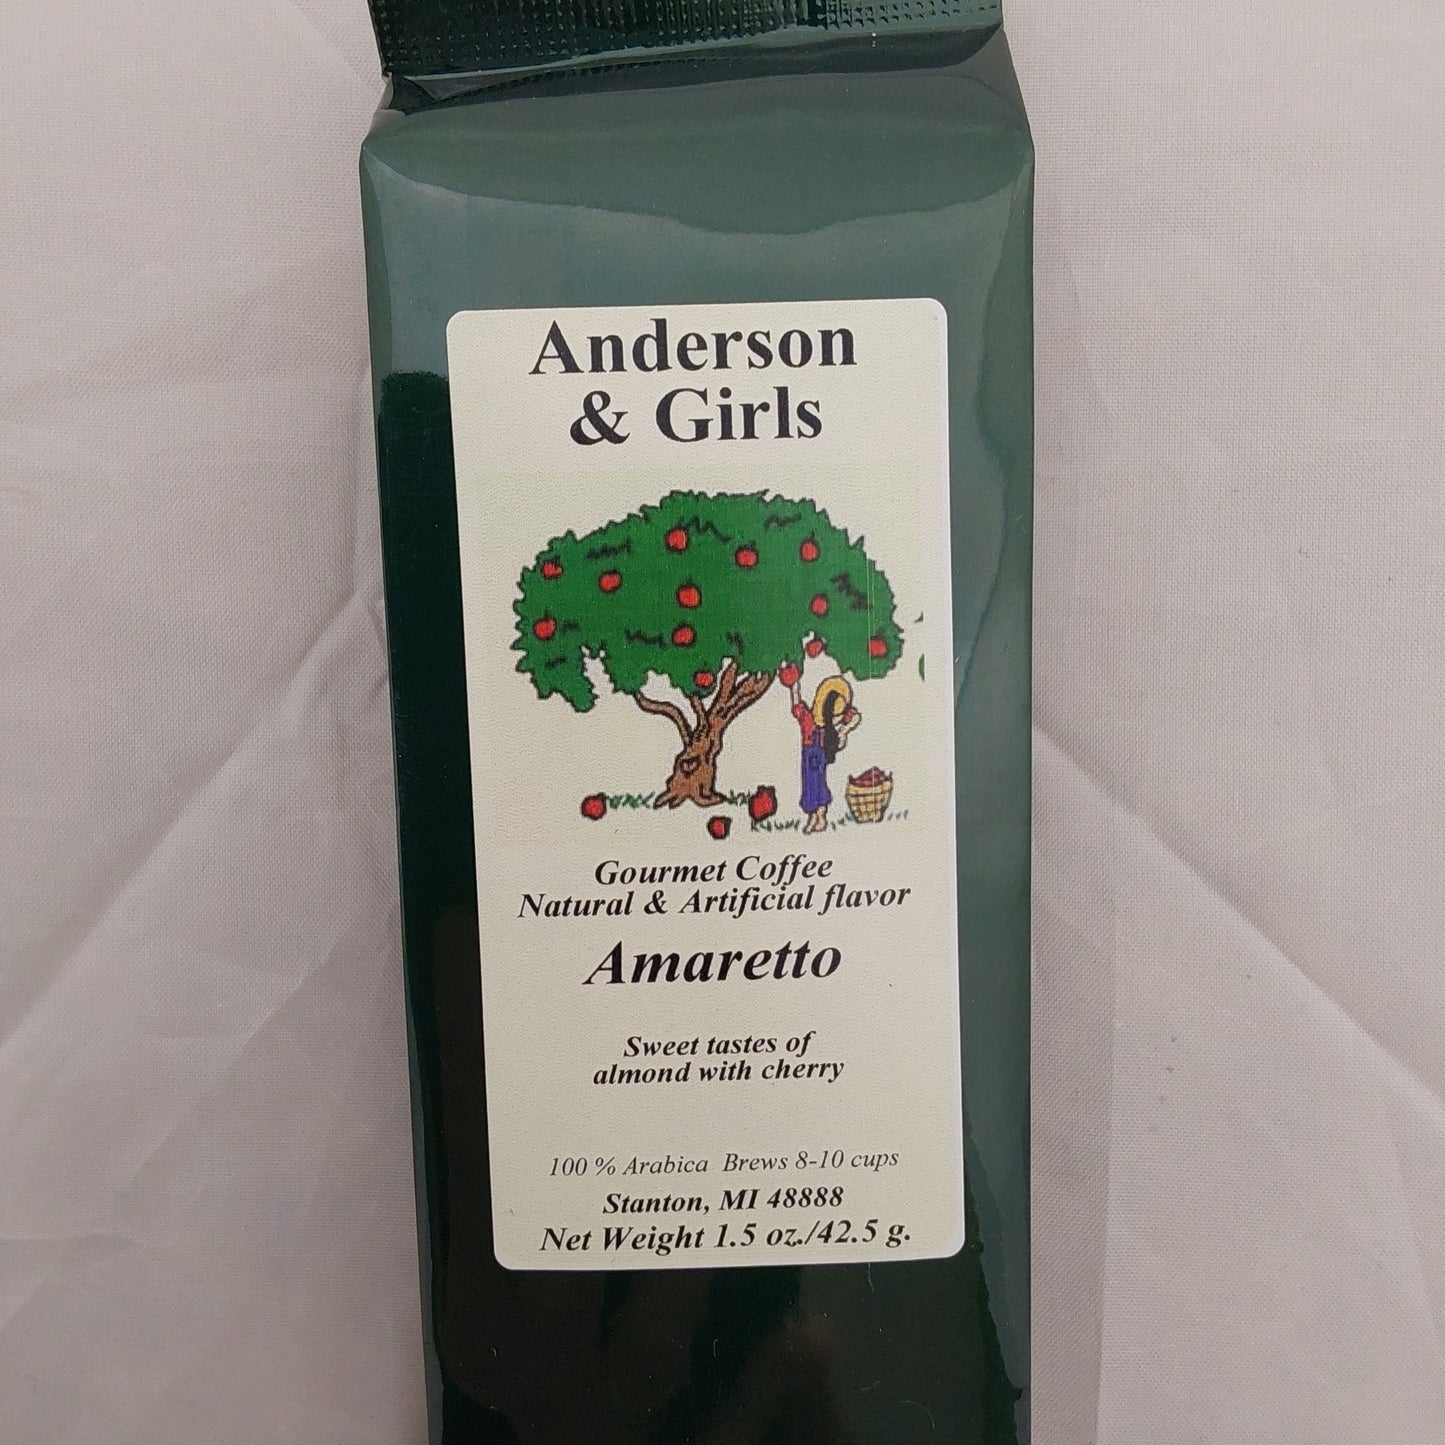 Anderson
& Girls
Gourmet Coffee
Natural & Artificial flavor
Amaretto
Sweet tastes of
almond with cherry
100 % Arabica Brews 8-10 cups
Stanton, MI 48888
Net Weight 1.5 oz./42.5 g.